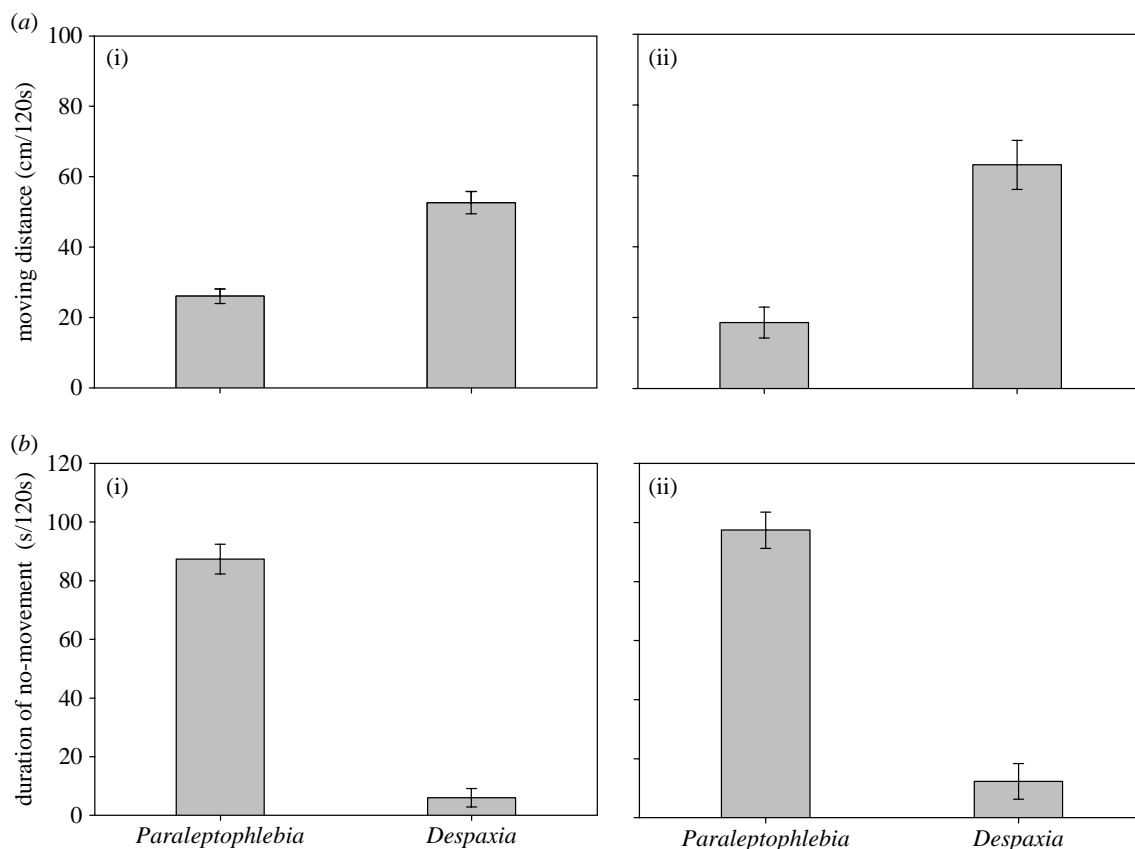 (a)
100
80
60
40
20
0
moving distance (cm/120s)
(i)
(ii)
(b)
120
100
80
60
40
20
0
duration of no-movement (s/120s)
(i)
(ii)
Paraleptophlebia Despaxia
Paraleptophlebia Despaxia